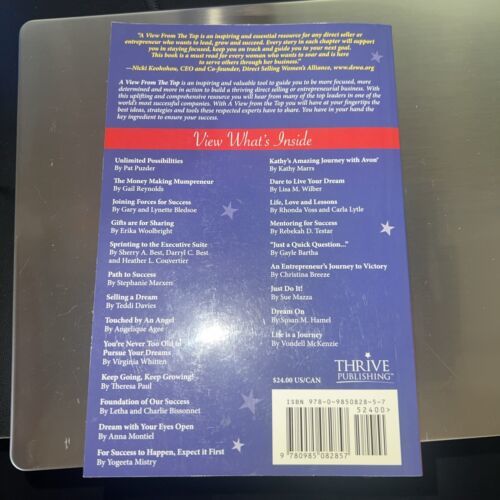 "A View From The Top is an inspiring and essential resource for any direct seller or
entrepreneur who wants to lead, grow and succeed. Every story in each chapter will support
you in staying focused, keep you on track and guide you to your next goal.
This book is a must read for every woman who wants to soar and is here
to serve others through her business."
—Nicki Keohohou, CEO and Co-founder, Direct Selling Women's Alliance, www.dswa.org
A View From The Top is an inspiring and valuable tool to guide you to be more focused, more
determined and more in action to build a thriving direct selling or entrepreneurial business. With
this uplifting and comprehensive resource you will hear from many of the top leaders in one of the
world's most successful companies. With A View from the Top you will have at your fingertips the
best ideas, strategies and tools these respected experts have to share. You have in your hand the
key ingredient to ensure your success.
View What's Inside
Unlimited Possibilities
By Pat Puzder
The Money Making Mumpreneur
By Gail Reynolds
Joining Forces for Success
By Gary and Lynette Bledsoe
Gifts are for Sharing
By Erika Woolbright
Sprinting to the Executive Suite
By Sherry A. Best, Darryl C. Best
and Heather L. Couvertier
Path to Success
By Stephanie Marxen
Selling a Dream
By Teddi Davies
Touched by An Angel
By Angelique Agee
You're Never Too Old to
Pursue Your Dreams
By Virginia Whitten
Keep Going, Keep Growing!
By Theresa Paul
Foundation of Our Success
By Letha and Charlie Bissonnet
Dream with Your Eyes Open
By Anna Montiel
For Success to Happen, Expect it First
By Yogeeta Mistry
Kathy's Amazing Journey with Avon®
By Kathy Marrs
Dare to Live Your Dream
By Lisa M. Wilber
Life, Love and Lessons
By Rhonda Voss and Carla Lytle
Mentoring for Success
By Rebekah D. Testar
"Just a Quick Question..."
By Gayle Bartha
An Entrepreneur's Journey to Victory
By Christina Breeze
Just Do It!
By Sue Mazza
Dream On
By Susan M. Hamel
Life is a Journey
By Vondell McKenzie
THRIVE
PUBLISHING™
$24.00 US/CAN
ISBN 978-0-9850828-5-7
52400>
9 780985 082857